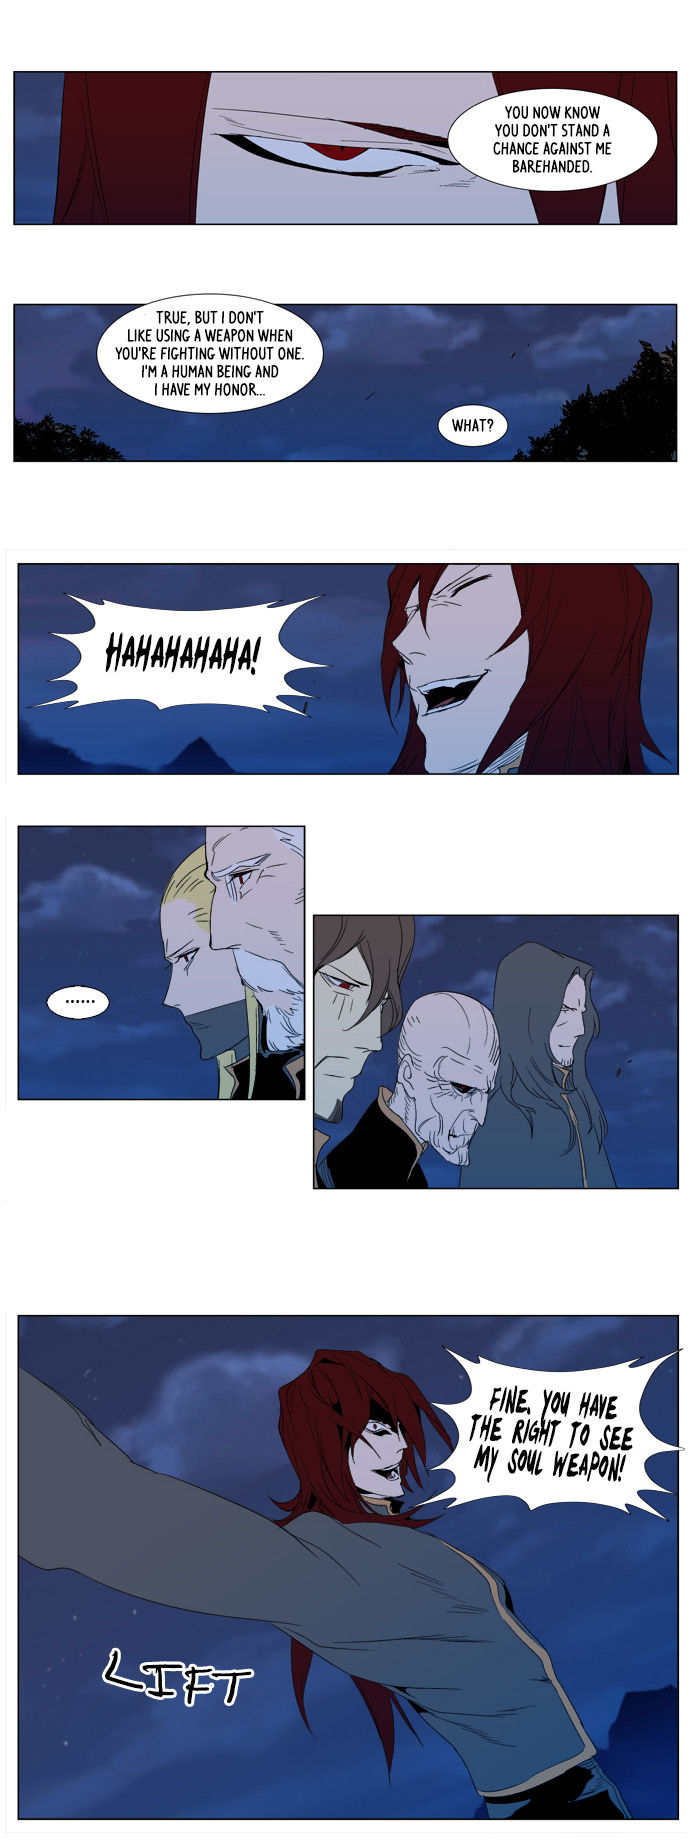 YOU NOW KNOW
YOU DON'T STAND A
CHANCE AGAINST ME
BAREHANDED.
TRUE, BUT I DON'T
LIKE USING A WEAPON WHEN
YOU'RE FIGHTING WITHOUT ONE.
I'M A HUMAN BEING AND
I HAVE MY HONOR...
WHAT?
HAHAHAHAHA!
......
FINE, YOU HAVE
THE RIGHT TO SEE
MY SOUL WEAPON!
LIFT